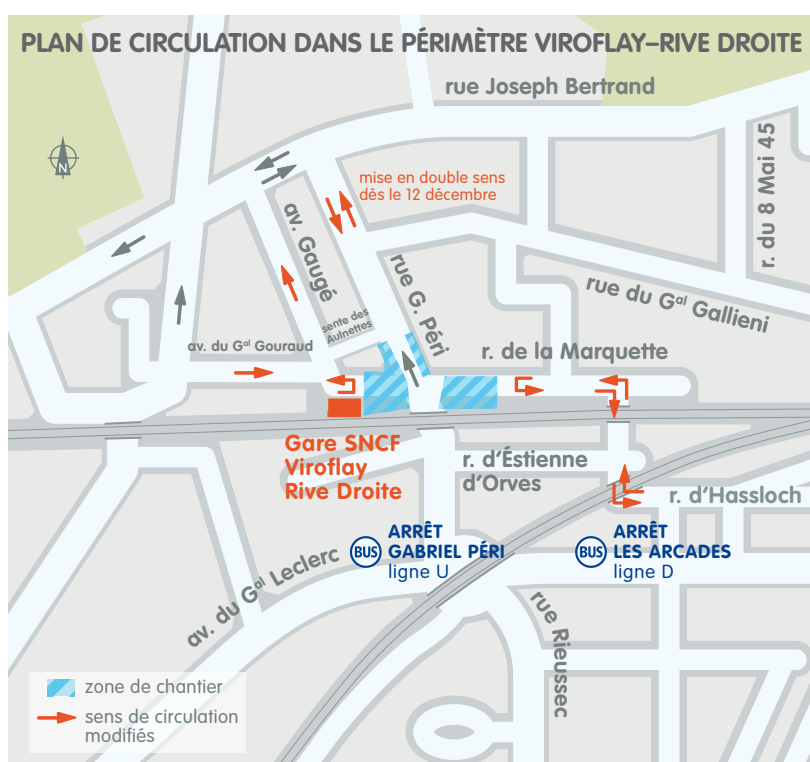 PLAN DE CIRCULATION DANS LE PÉRIMÈTRE VIROFLAY–RIVE DROITE
rue Joseph Bertrand
r. du 8 Mai 45
N
mise en double sens
dès le 12 décembre
av. Gaugé
rue G. Péri
rue du Gal Gallieni
sente des
Aulnettes
av. du Gal Gouraud
r. de la Marquette
Gare SNCF
Viroflay
Rive Droite
r. d'Éstienne
d'Orves
r. d'Hassloch
BUS
ARRÊT
GABRIEL PÉRI
ligne U
BUS
ARRÊT
LES ARCADES
ligne D
av. du Gal Leclerc
rue Rieussec
zone de chantier
sens de circulation
modifiés